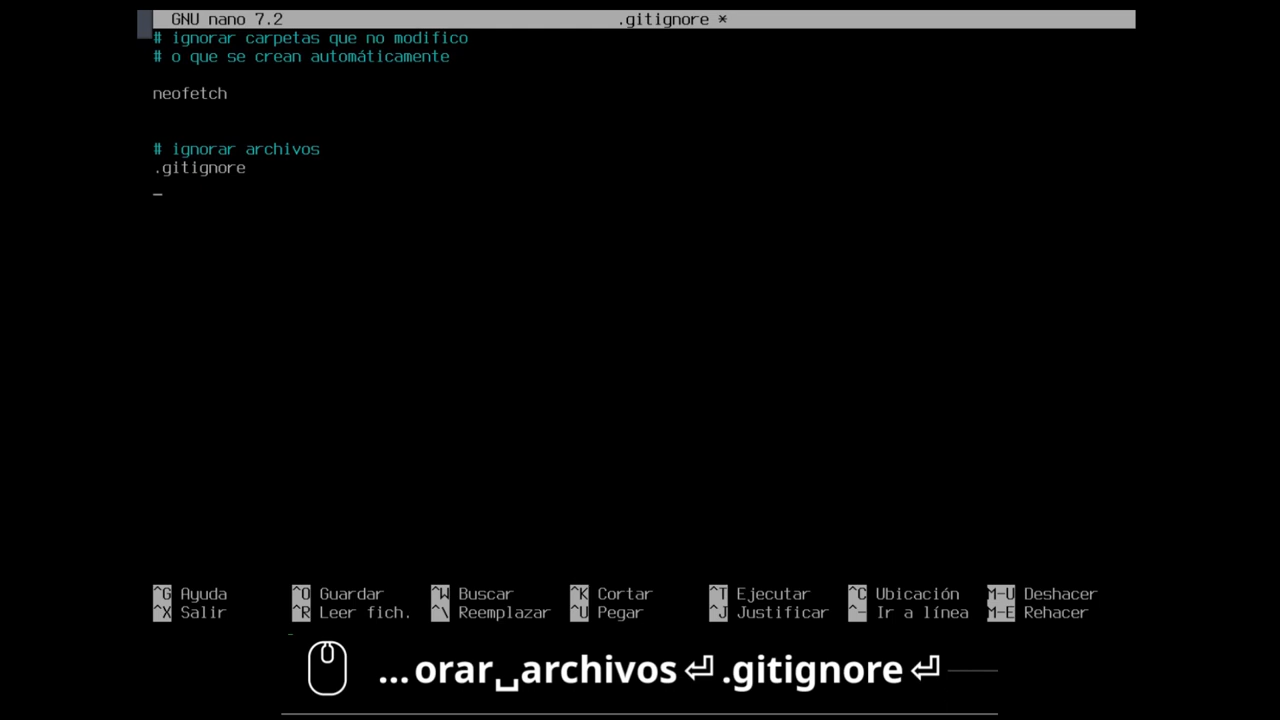 GNU nano 7.2 .gitignore *
# ignorar carpetas que no modifico
# o que se crean automáticamente
neofetch
# ignorar archivos
.gitignore
^G Ayuda ^O Guardar ^W Buscar ^K Cortar ^T Ejecutar ^C Ubicación M-U Deshacer
^X Salir ^R Leer fich. ^\ Reemplazar ^U Pegar ^J Justificar ^- Ir a línea M-E Rehacer
...orar␣archivos⏎.gitignore⏎